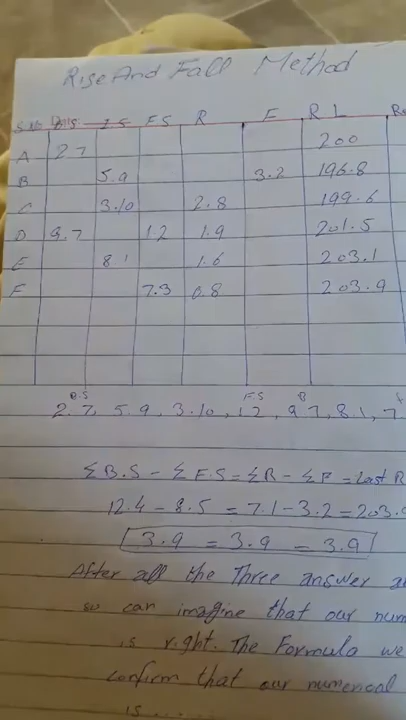 Rise And Fall Method
B.S I.S F.S R F R L
A 2.7 200
B 5.9 3.2 196.8
C 3.10 2.8 199.6
D 9.7 1.2 1.9 201.5
E 8.1 1.6 203.1
F 7.3 0.8 203.9
B.S F.S B
2.7, 5.9, 3.10, 1.2, 9.7, 8.1, 7.
ΣB.S - ΣF.S = ΣR - ΣF = Last R
12.4 - 8.5 = 7.1 - 3.2 = 203.9
3.9 = 3.9 = 3.9
After all the Three answer
so can imagine that our num
is right. The Formula we
confirm that our numerical
is